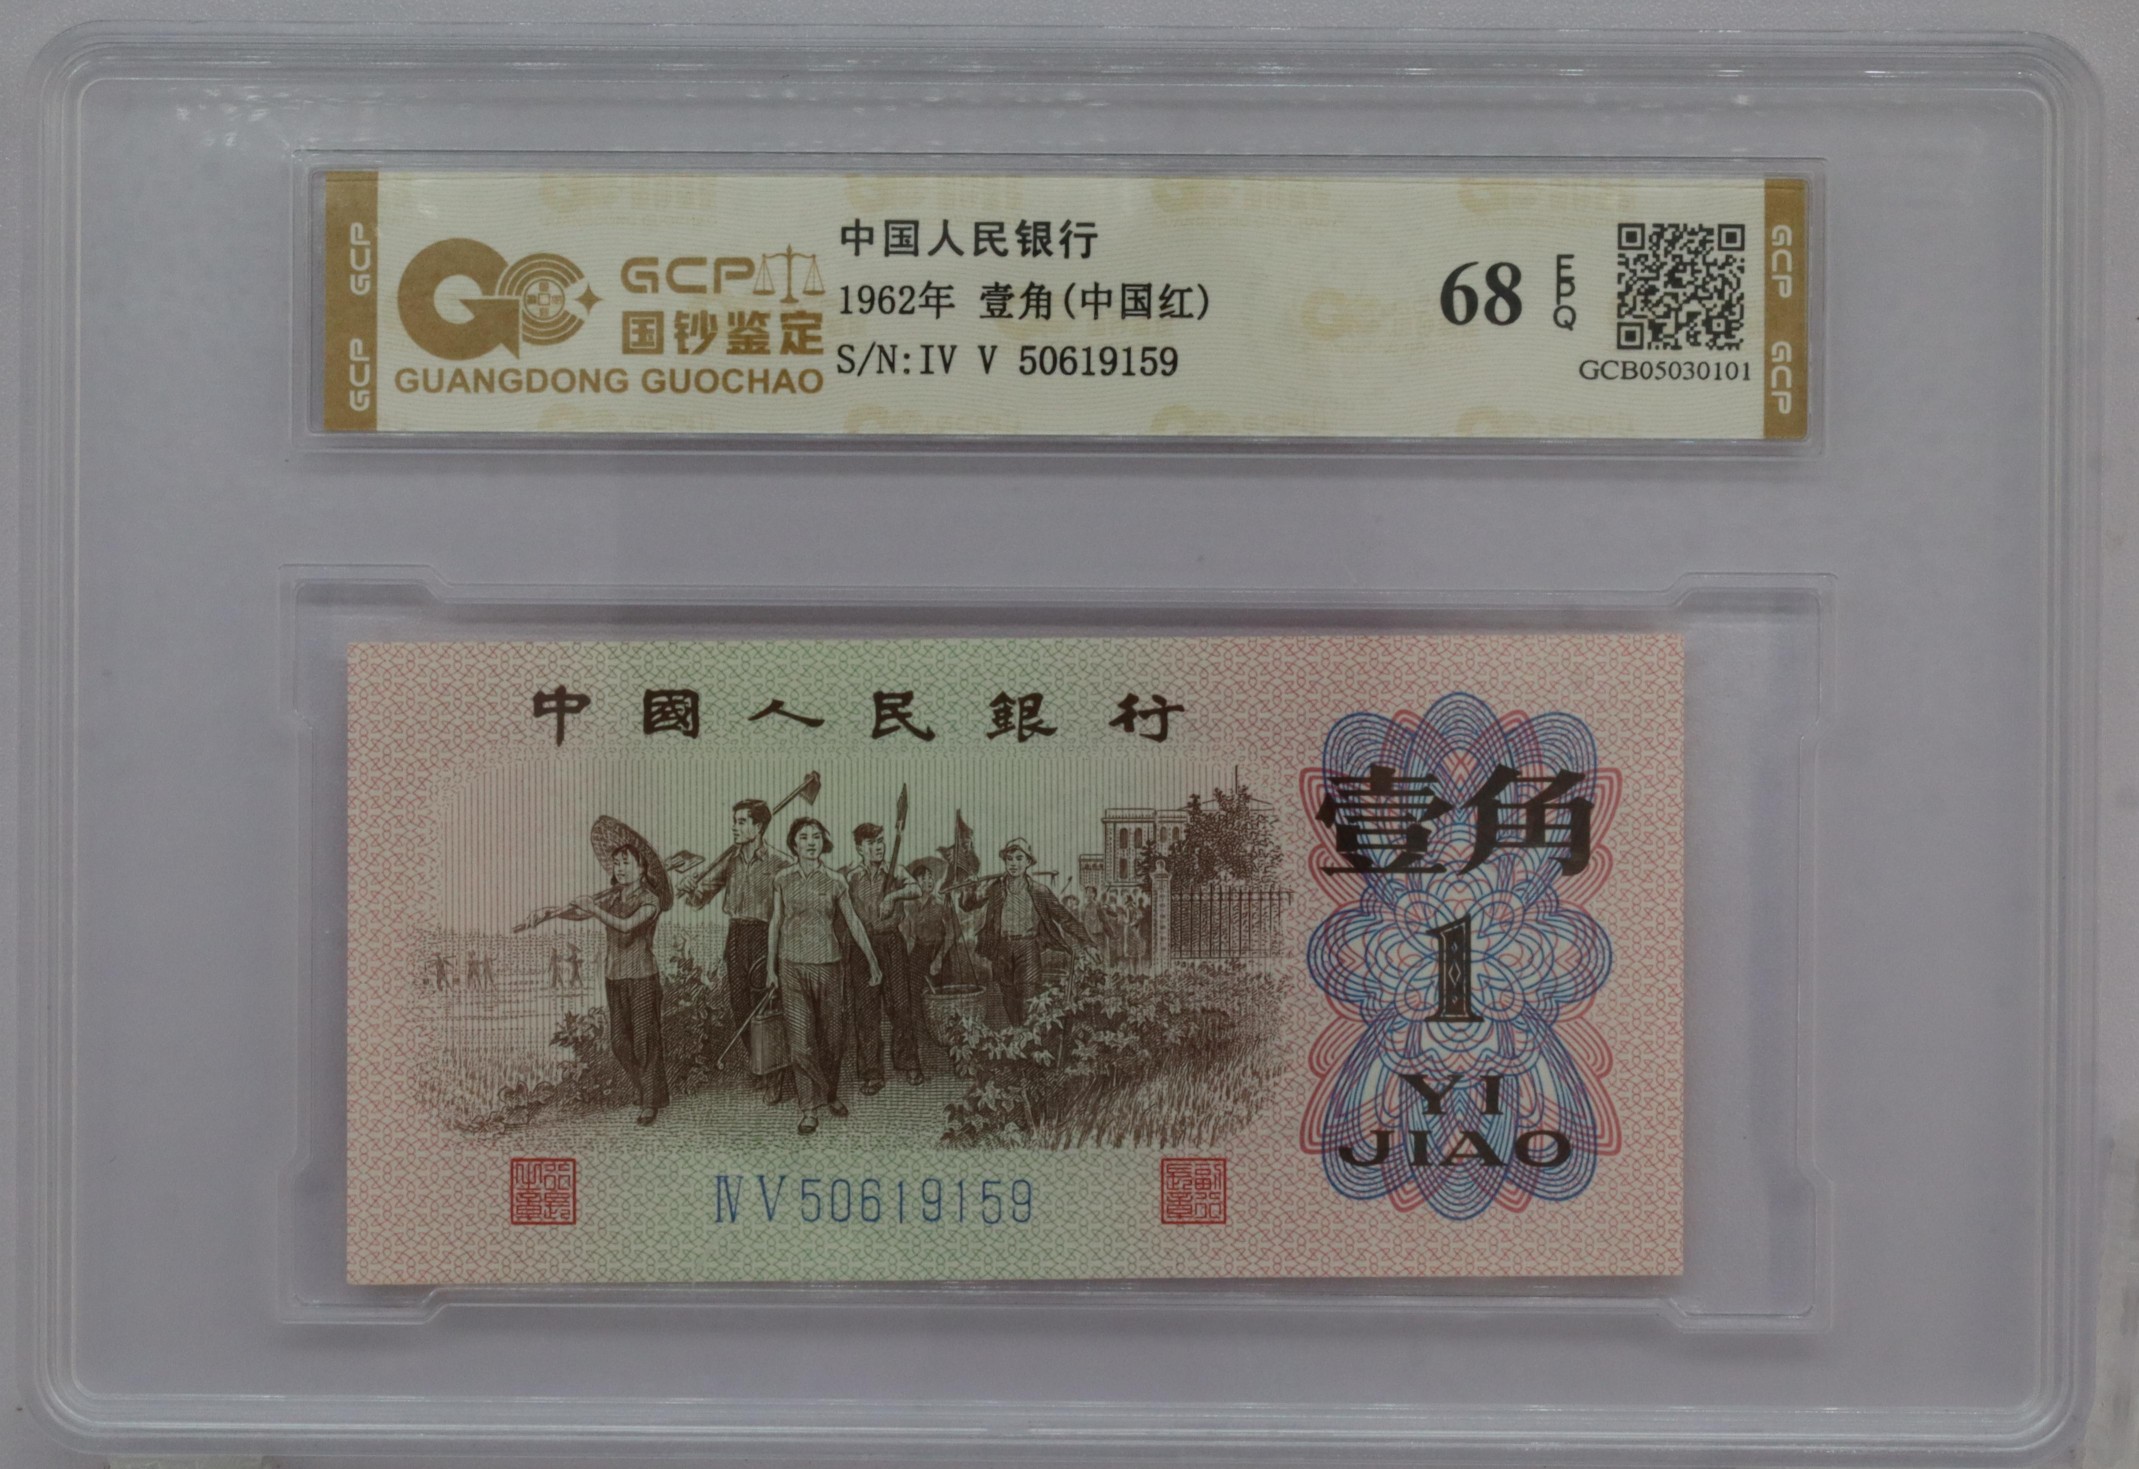 GCP
GCP
GCP
国钞鉴定
GUANGDONG GUOCHAO
中国人民银行
1962年 壹角(中国红)
S/N:IV V 50619159
68
EPQ
GCB05030101
GCP
GCP
中國人民銀行
壹角
1
YI
JIAO
IV V 50619159